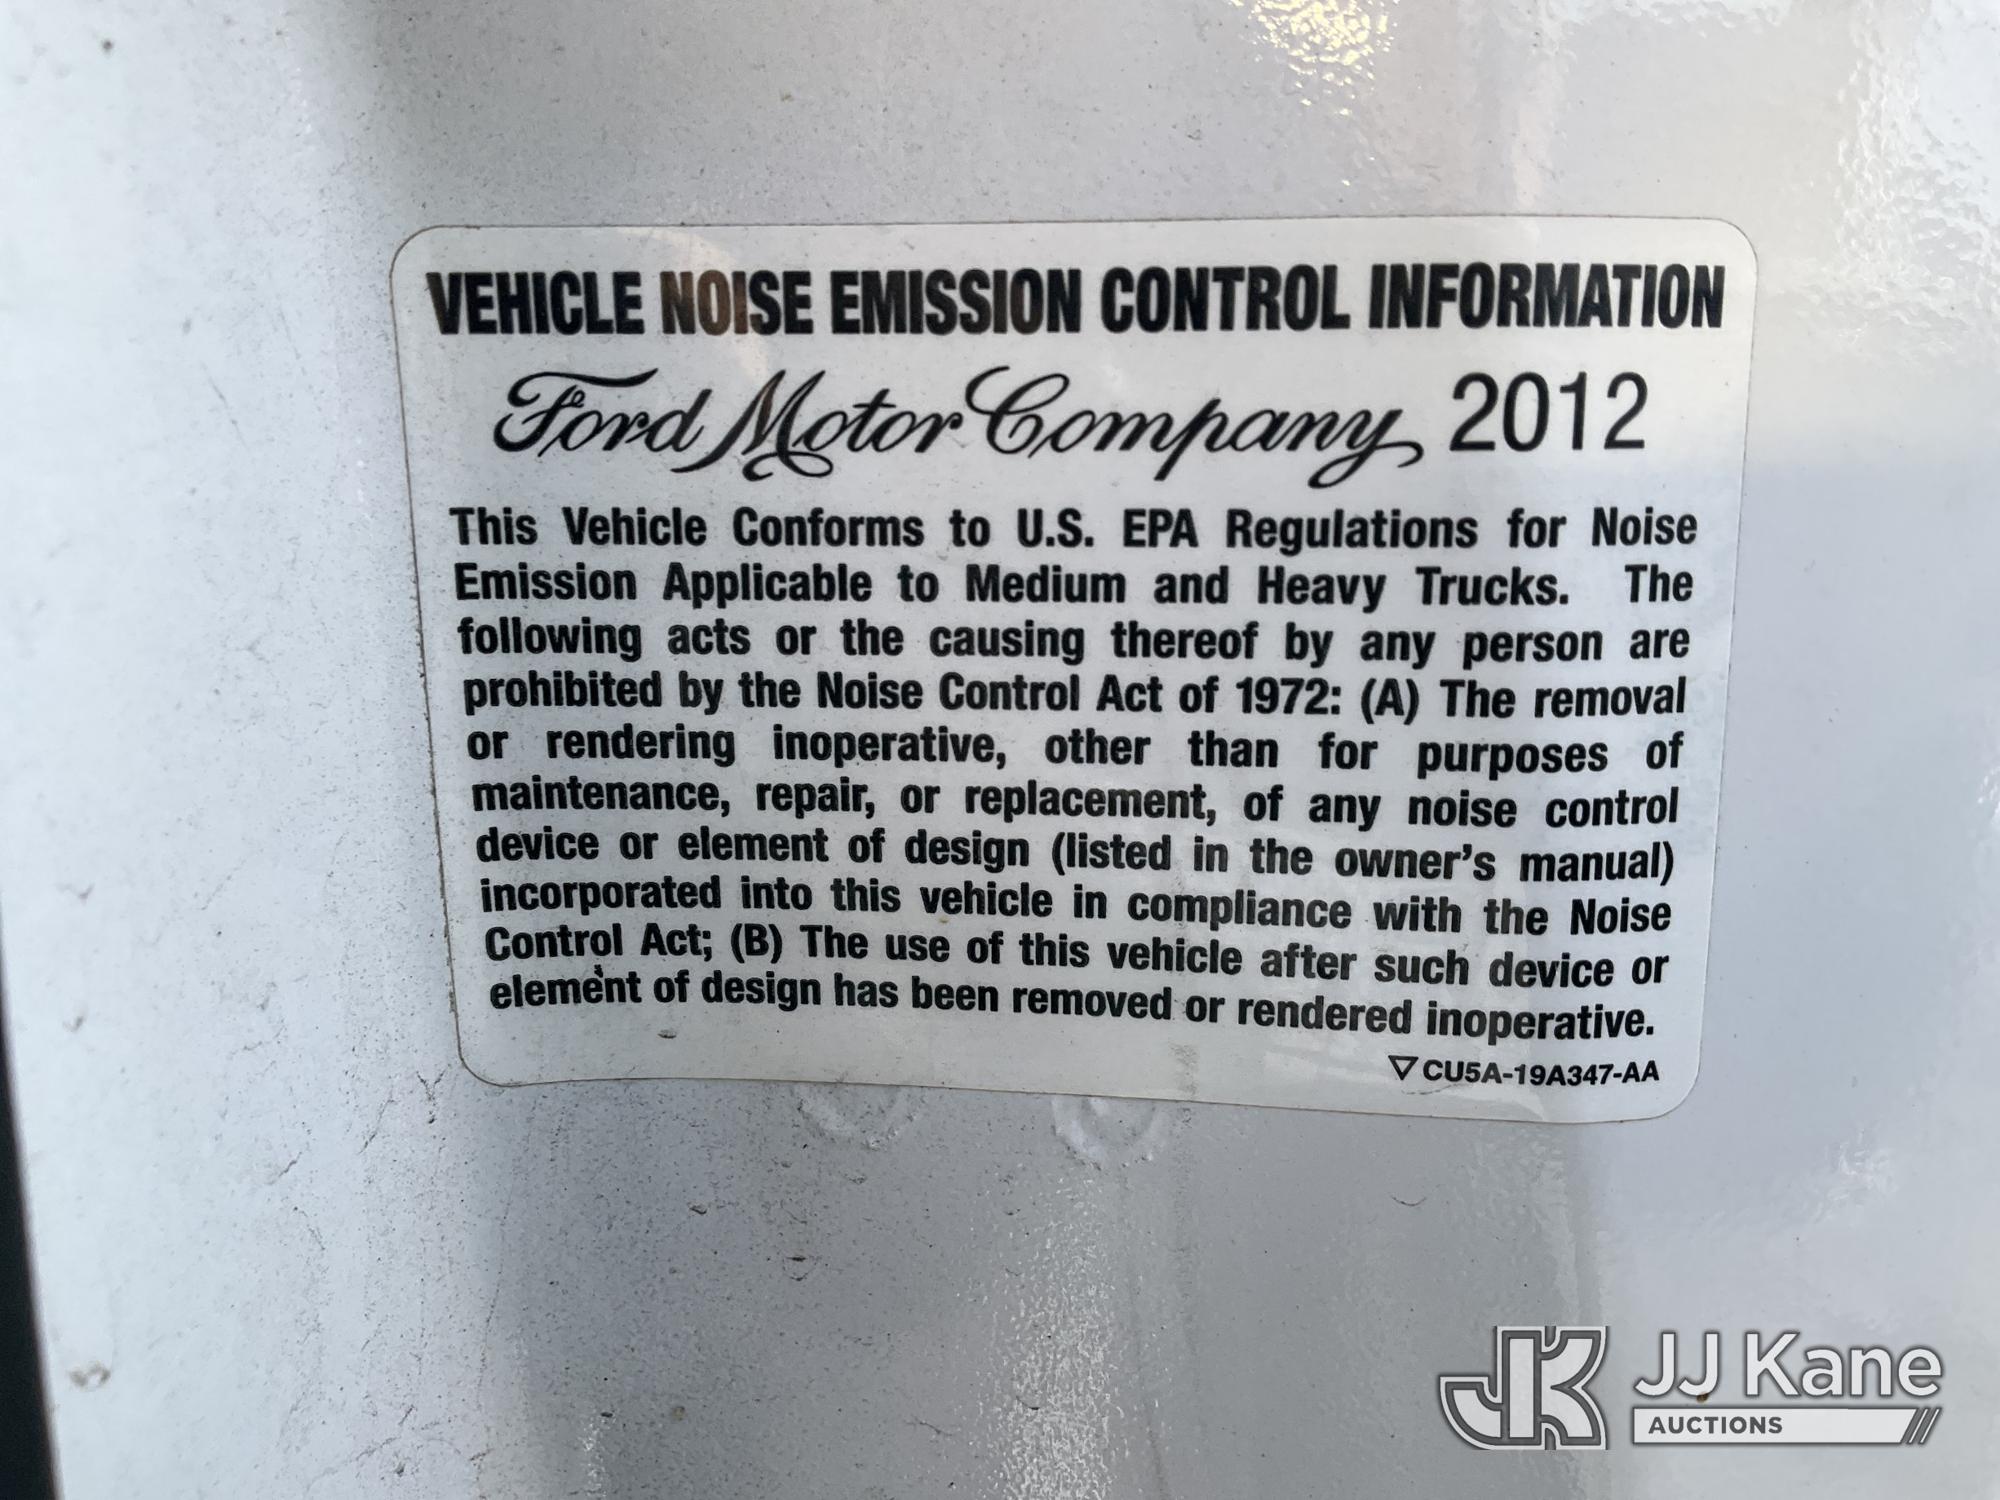 VEHICLE NOISE EMISSION CONTROL INFORMATION
Ford Motor Company 2012
This Vehicle Conforms to U.S. EPA Regulations for Noise
Emission Applicable to Medium and Heavy Trucks. The
following acts or the causing thereof by any person are
prohibited by the Noise Control Act of 1972: (A) The removal
or rendering inoperative, other than for purposes of
maintenance, repair, or replacement, of any noise control
device or element of design (listed in the owner's manual)
incorporated into this vehicle in compliance with the Noise
Control Act; (B) The use of this vehicle after such device or
element of design has been removed or rendered inoperative.
▽CU5A-19A347-AA
JK JJ Kane
AUCTIONS